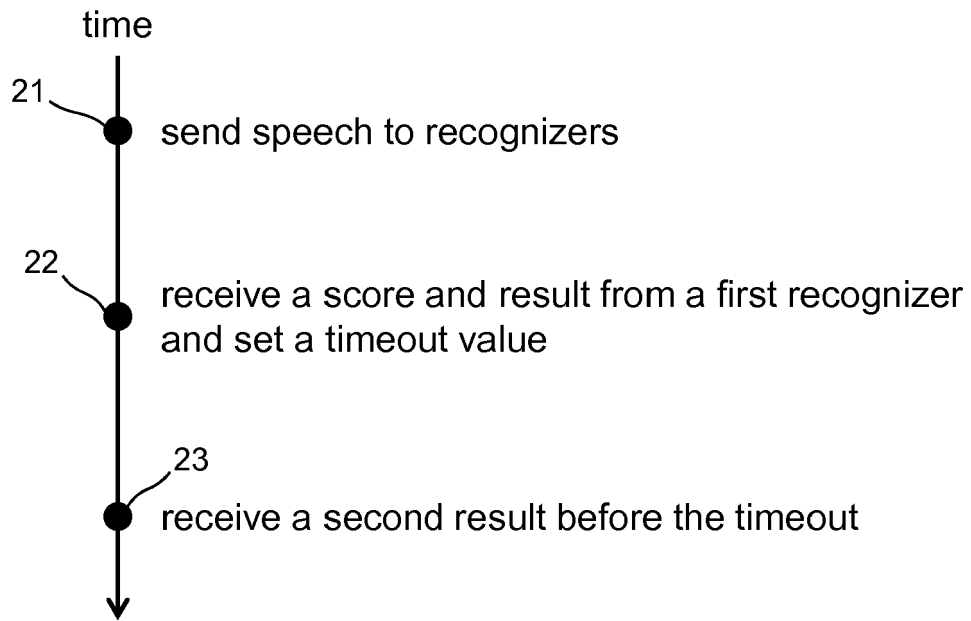 time
21
send speech to recognizers
22
receive a score and result from a first recognizer
and set a timeout value
23
receive a second result before the timeout